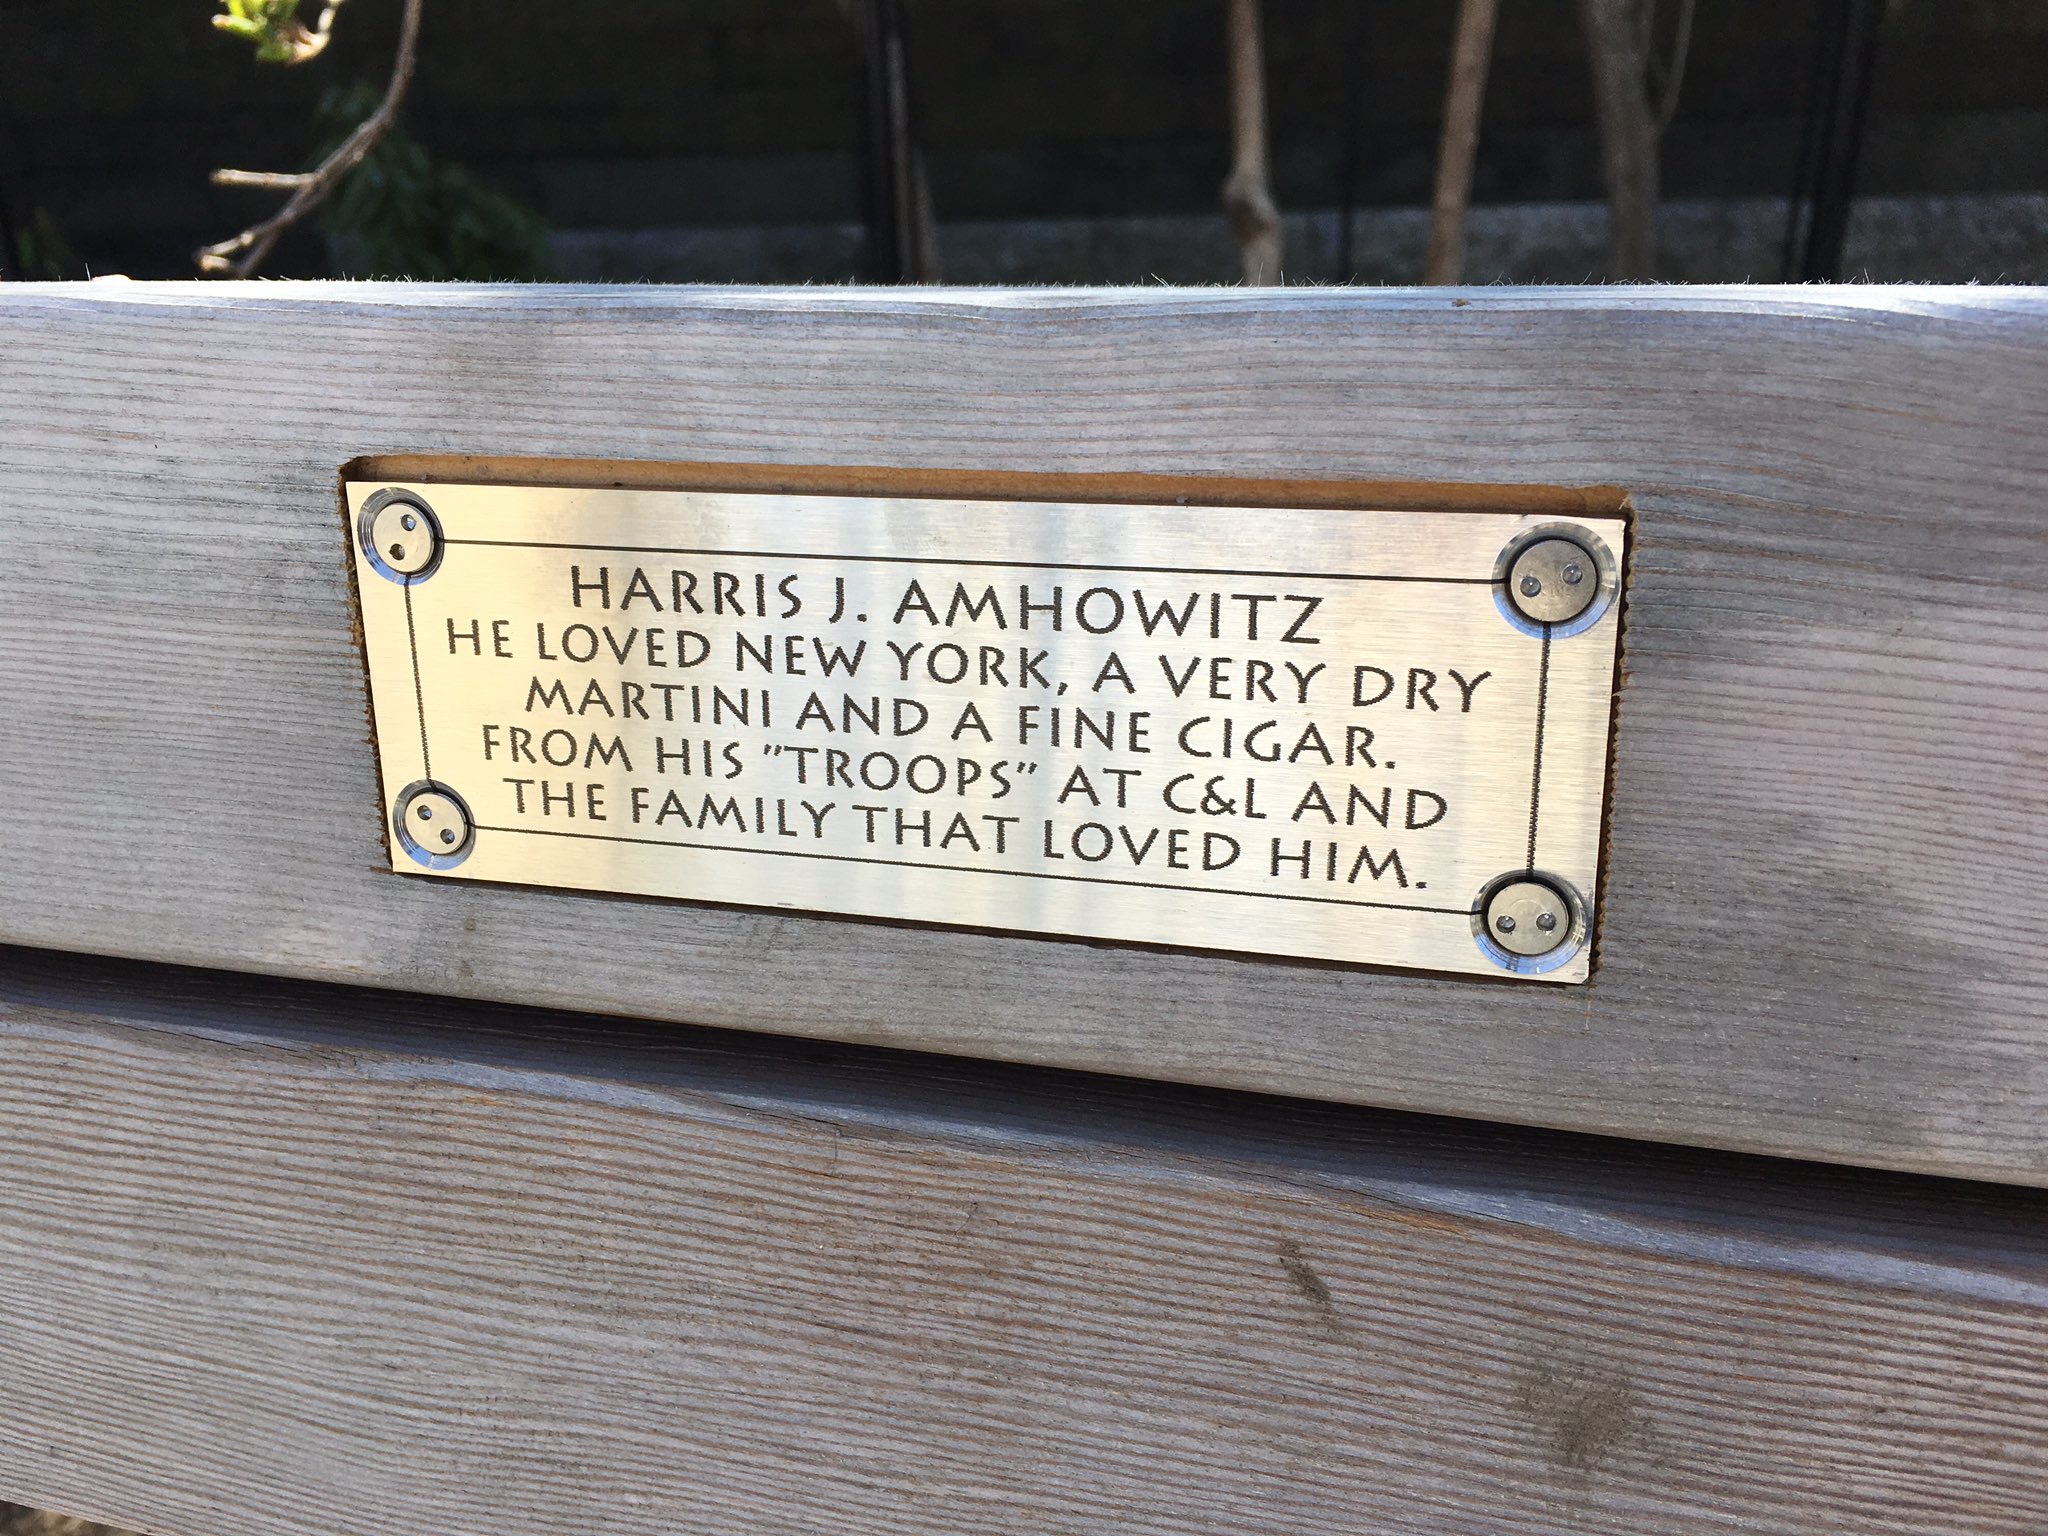 HARRIS J. AMHOWITZ
HE LOVED NEW YORK, A VERY DRY
MARTINI AND A FINE CIGAR.
FROM HIS "TROOPS" AT C&L AND
THE FAMILY THAT LOVED HIM.